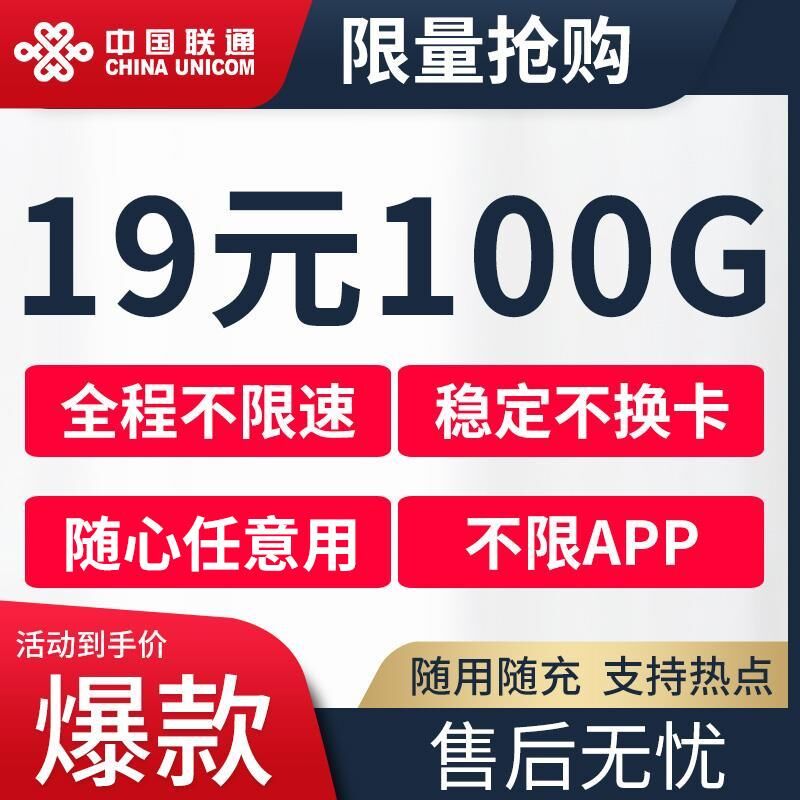 中国联通
CHINA UNICOM
限量抢购
19元100G
全程不限速
稳定不换卡
随心任意用
不限APP
活动到手价
爆款
随用随充 支持热点
售后无忧